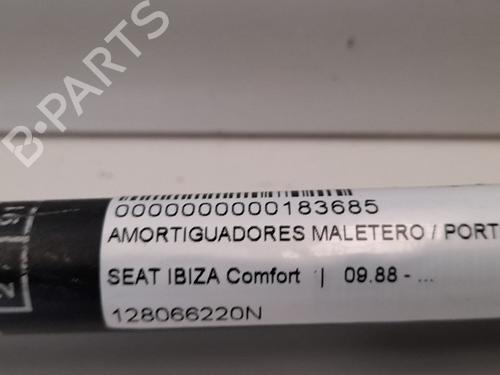 B-PARTS
0000000000183685
AMORTIGUADORES MALETERO / PORT
SEAT IBIZA Comfort | 09.88 - ...
128066220N